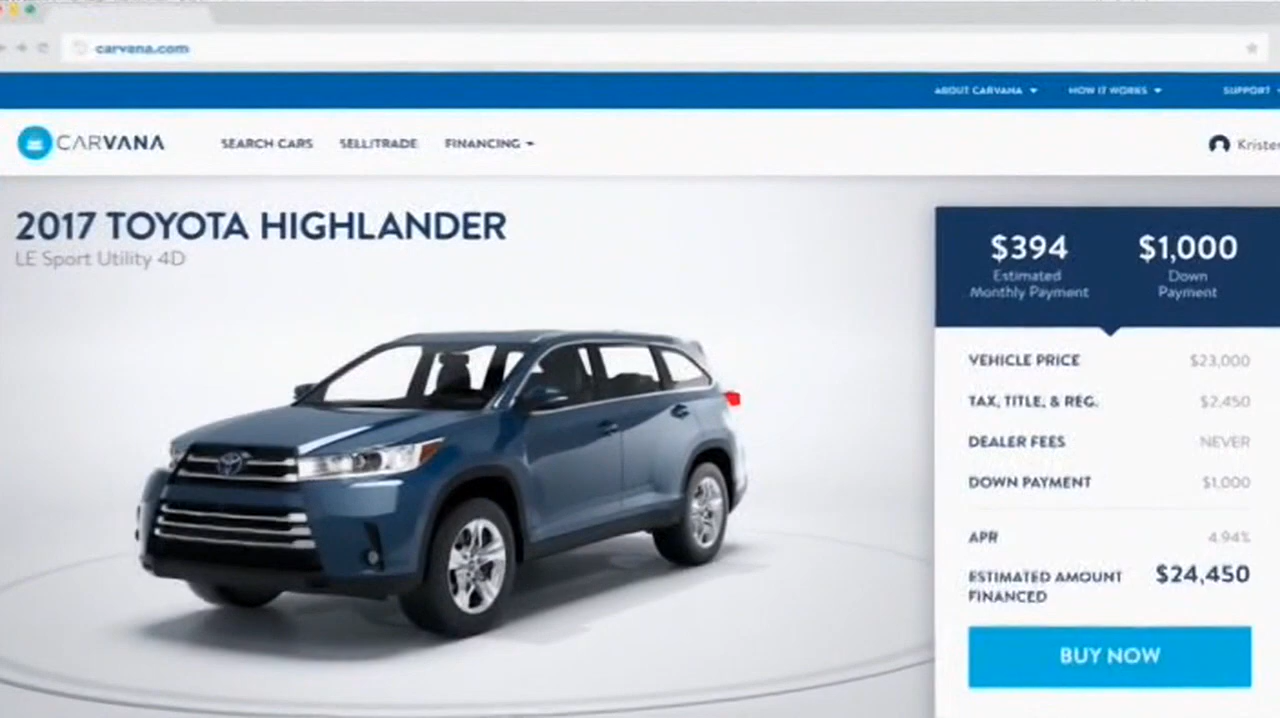 carvana.com
ABOUT CARVANA
HOW IT WORKS
SUPPORT
CARVANA
SEARCH CARS
SELL/TRADE
FINANCING
2017 TOYOTA HIGHLANDER
LE Sport Utility 4D
$394
Estimated
Monthly Payment
$1,000
Down
Payment
VEHICLE PRICE $23,000
TAX, TITLE, & REG. $2,450
DEALER FEES NEVER
DOWN PAYMENT $1,000
APR 4.94%
ESTIMATED AMOUNT $24,450
FINANCED
BUY NOW